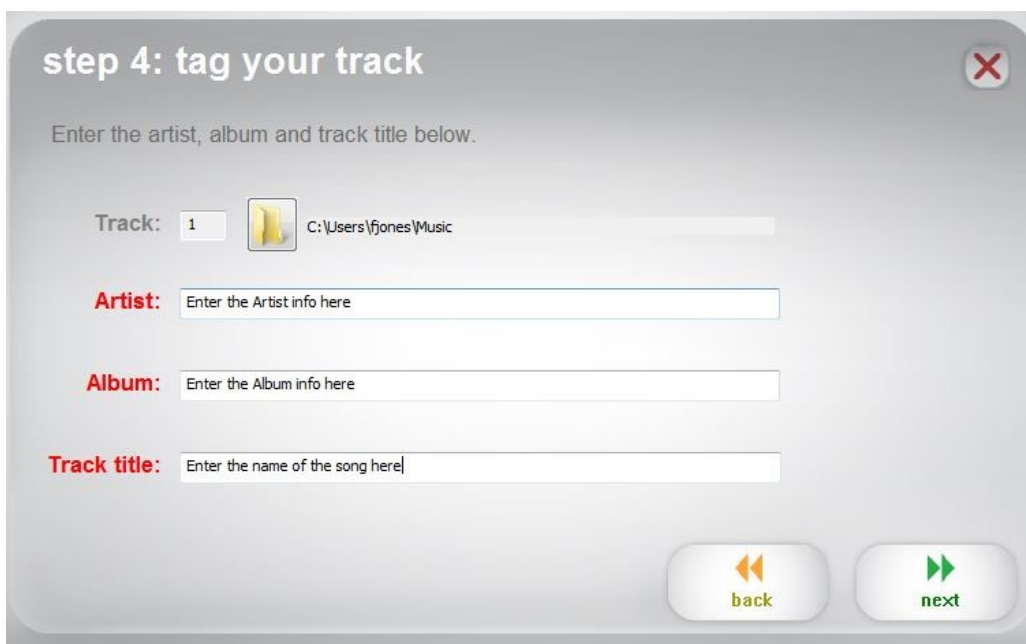 step 4: tag your track
Enter the artist, album and track title below.
Track: 1 C:\Users\fjones\Music
Artist: Enter the Artist info here
Album: Enter the Album info here
Track title: Enter the name of the song here
back next